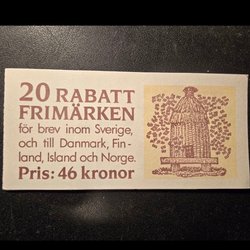 20 RABATT
FRIMÄRKEN
för brev inom Sverige,
och till Danmark, Fin-
land, Island och Norge.
Pris: 46 kronor